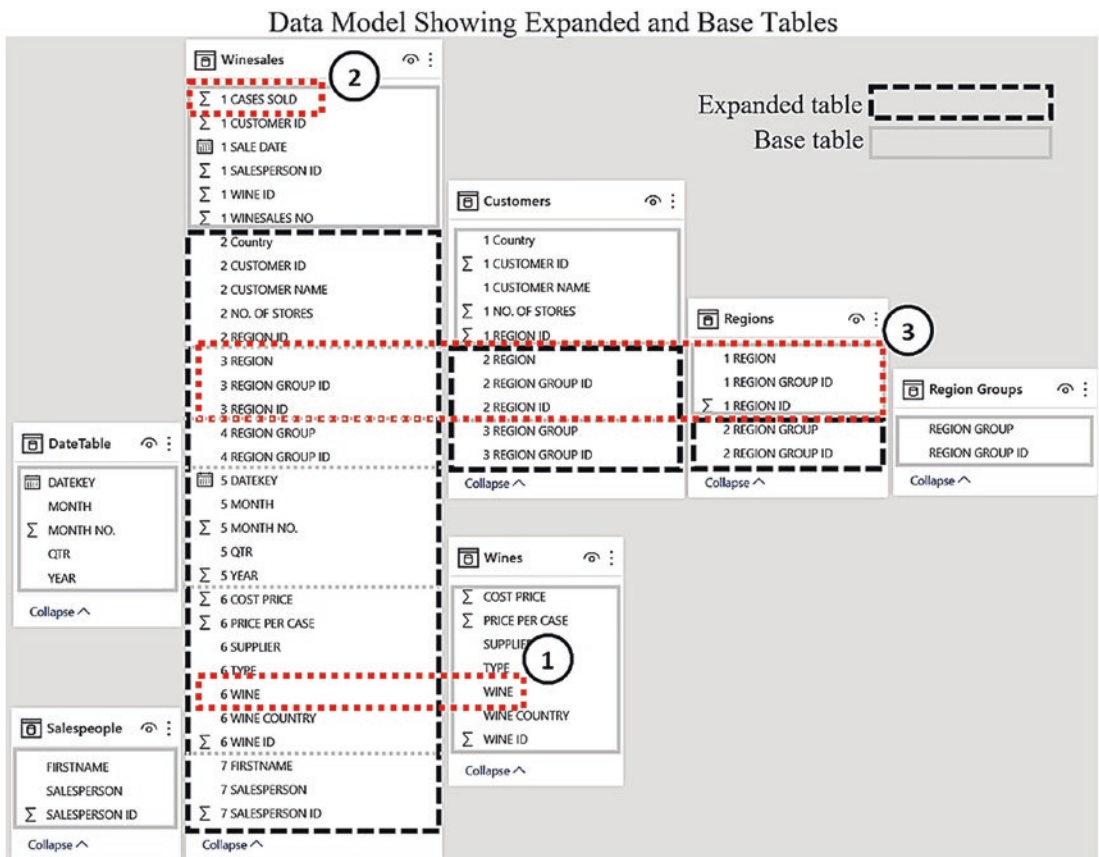 Data Model Showing Expanded and Base Tables
Winesales
2
Σ 1 CASES SOLD
Σ 1 CUSTOMER ID
1 SALE DATE
Σ 1 SALESPERSON ID
Σ 1 WINE ID
Σ 1 WINESALES NO
2 Country
2 CUSTOMER ID
2 CUSTOMER NAME
2 NO. OF STORES
2 REGION ID
3 REGION
3 REGION GROUP ID
3 REGION ID
4 REGION GROUP
4 REGION GROUP ID
5 DATEKEY
5 MONTH
Σ 5 MONTH NO.
5 QTR
Σ 5 YEAR
Σ 6 COST PRICE
Σ 6 PRICE PER CASE
6 SUPPLIER
6 TYPE
6 WINE
6 WINE COUNTRY
Σ 6 WINE ID
7 FIRSTNAME
7 SALESPERSON
Σ 7 SALESPERSON ID
Collapse
Expanded table
Base table
Customers
1 Country
Σ 1 CUSTOMER ID
1 CUSTOMER NAME
Σ 1 NO. OF STORES
Σ 1 REGION ID
2 REGION
2 REGION GROUP ID
2 REGION ID
3 REGION GROUP
3 REGION GROUP ID
Collapse
Regions
3
1 REGION
1 REGION GROUP ID
Σ 1 REGION ID
2 REGION GROUP
2 REGION GROUP ID
Collapse
Region Groups
REGION GROUP
REGION GROUP ID
Collapse
DateTable
DATEKEY
MONTH
Σ MONTH NO.
QTR
YEAR
Collapse
Wines
Σ COST PRICE
Σ PRICE PER CASE
SUPPLIER
1
TYPE
WINE
WINE COUNTRY
Σ WINE ID
Collapse
Salespeople
FIRSTNAME
SALESPERSON
Σ SALESPERSON ID
Collapse